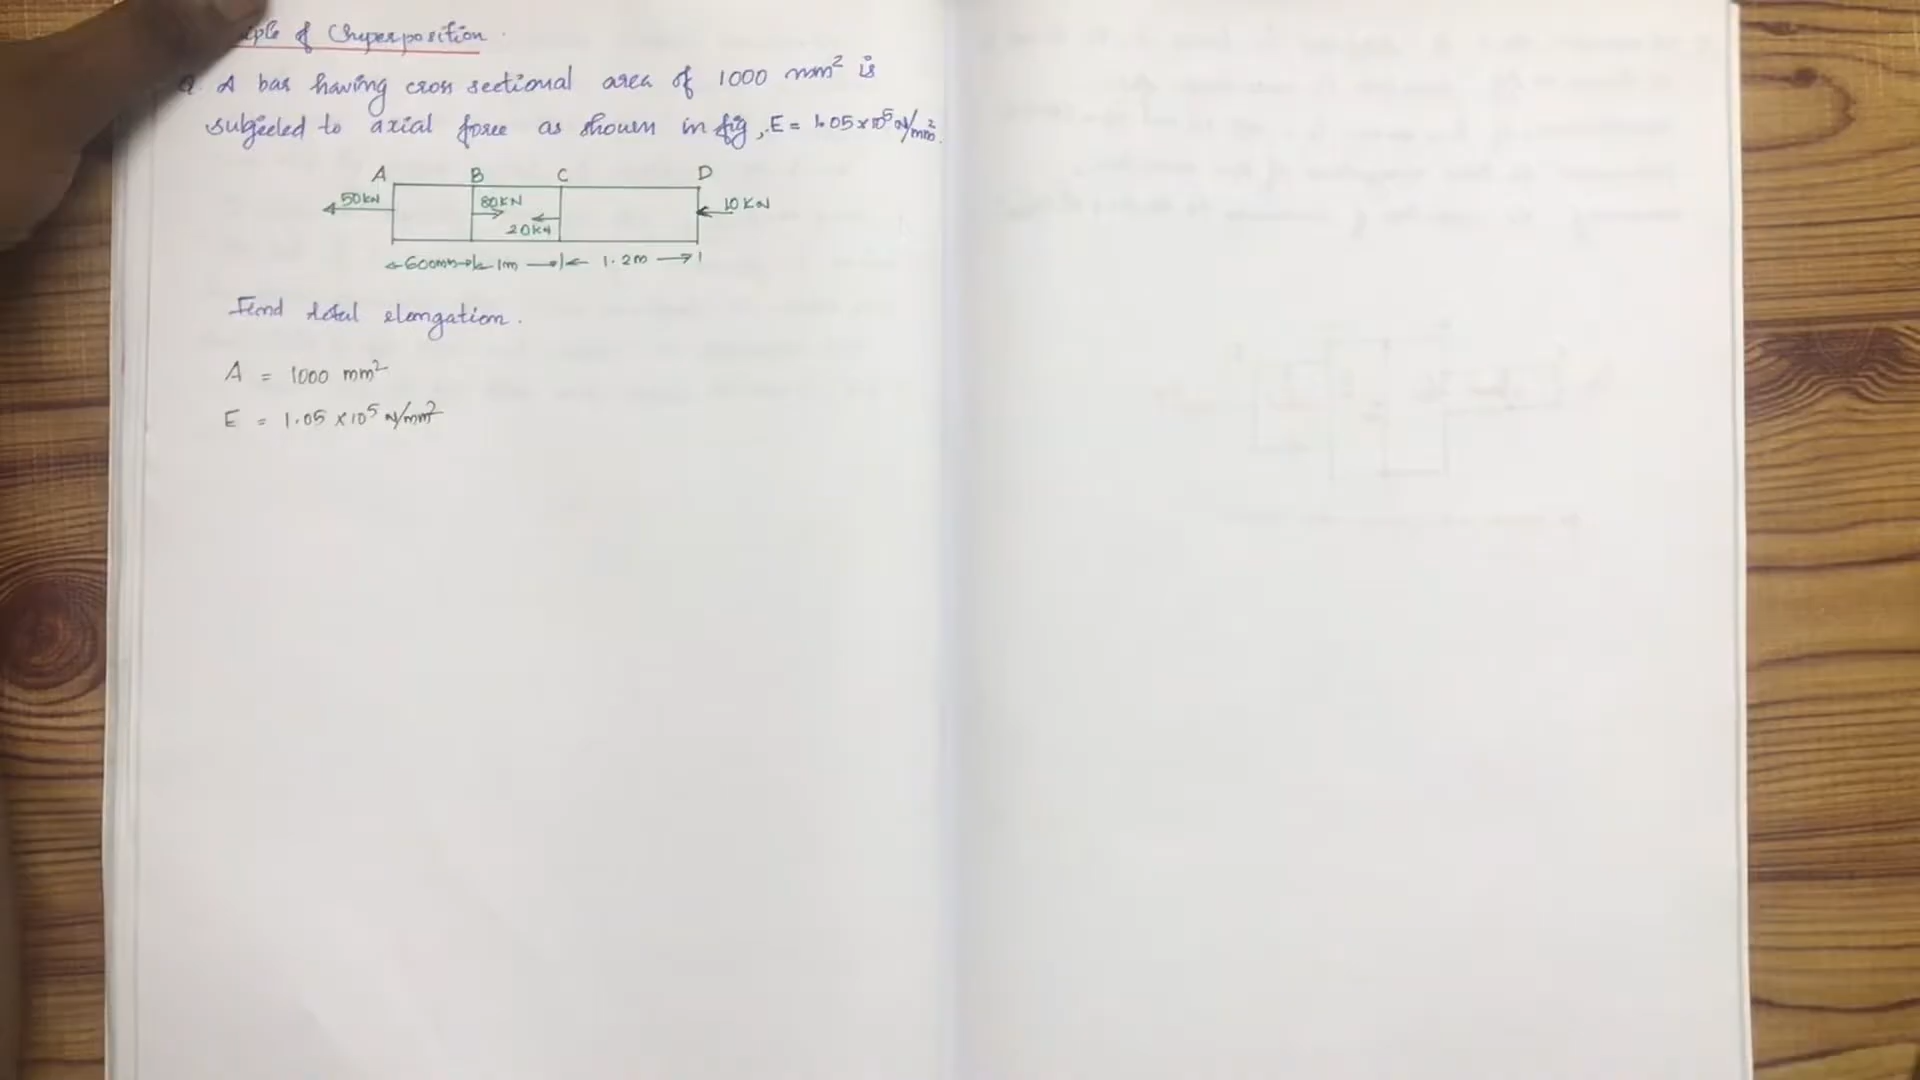 of Superposition.
Q. A bar having cross sectional area of 1000 mm² is
subjected to axial force as shown in fig, E = 1.05×10⁵ N/mm².
A B C D
50KN 80KN 10KN
20KN
600mm 1m 1.2m
Find total elongation.
A = 1000 mm²
E = 1.05 ×10⁵ N/mm²